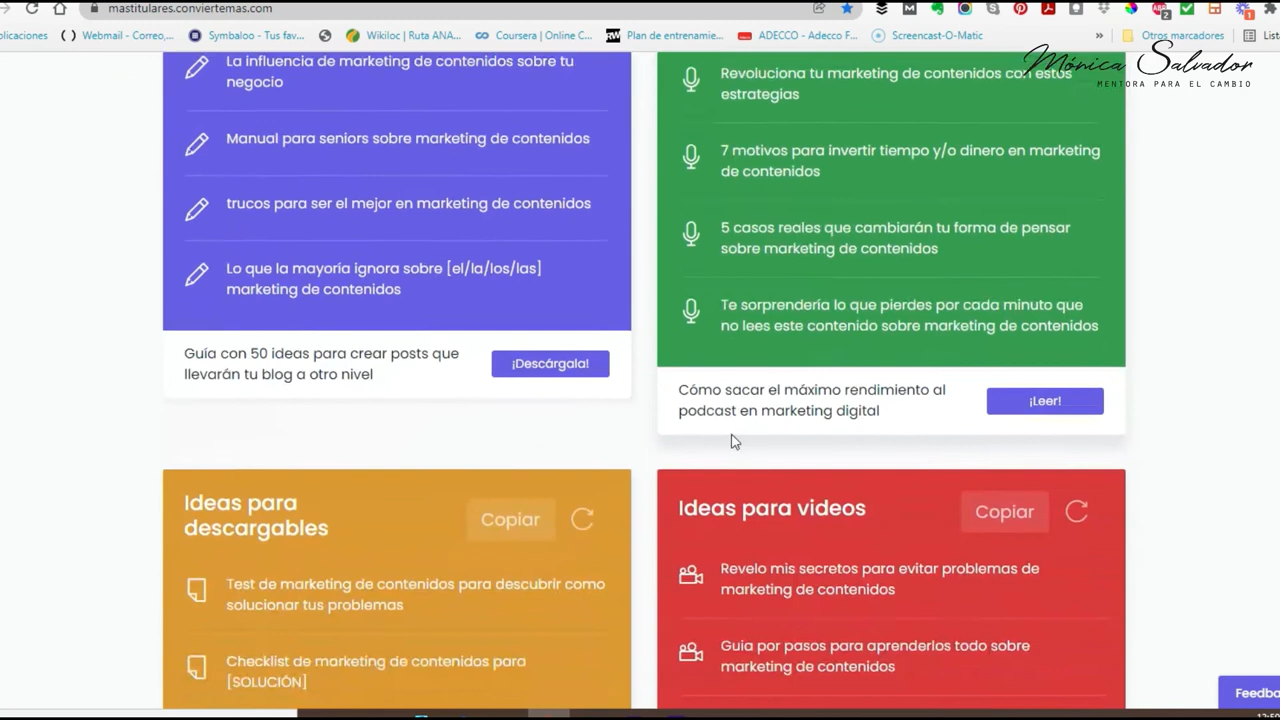 mastitulares.conviertemas.com
licaciones
Webmail - Correo,...
Symbaloo - Tus fav...
Wikiloc | Ruta ANA...
Coursera | Online C...
Plan de entrenamie...
ADECCO - Adecco F...
Screencast-O-Matic
»
Otros marcadores
Lista
Mónica Salvador
MENTORA PARA EL CAMBIO
La influencia de marketing de contenidos sobre tu
negocio
Manual para seniors sobre marketing de contenidos
trucos para ser el mejor en marketing de contenidos
Lo que la mayoría ignora sobre [el/la/los/las]
marketing de contenidos
Guía con 50 ideas para crear posts que
llevarán tu blog a otro nivel
¡Descárgala!
Revoluciona tu marketing de contenidos con estos
estrategias
7 motivos para invertir tiempo y/o dinero en marketing
de contenidos
5 casos reales que cambiarán tu forma de pensar
sobre marketing de contenidos
Te sorprendería lo que pierdes por cada minuto que
no lees este contenido sobre marketing de contenidos
Cómo sacar el máximo rendimiento al
podcast en marketing digital
¡Leer!
Ideas para
descargables
Copiar
Test de marketing de contenidos para descubrir como
solucionar tus problemas
Checklist de marketing de contenidos para
[SOLUCIÓN]
Ideas para videos
Copiar
Revelo mis secretos para evitar problemas de
marketing de contenidos
Guia por pasos para aprenderlos todo sobre
marketing de contenidos
Feedba